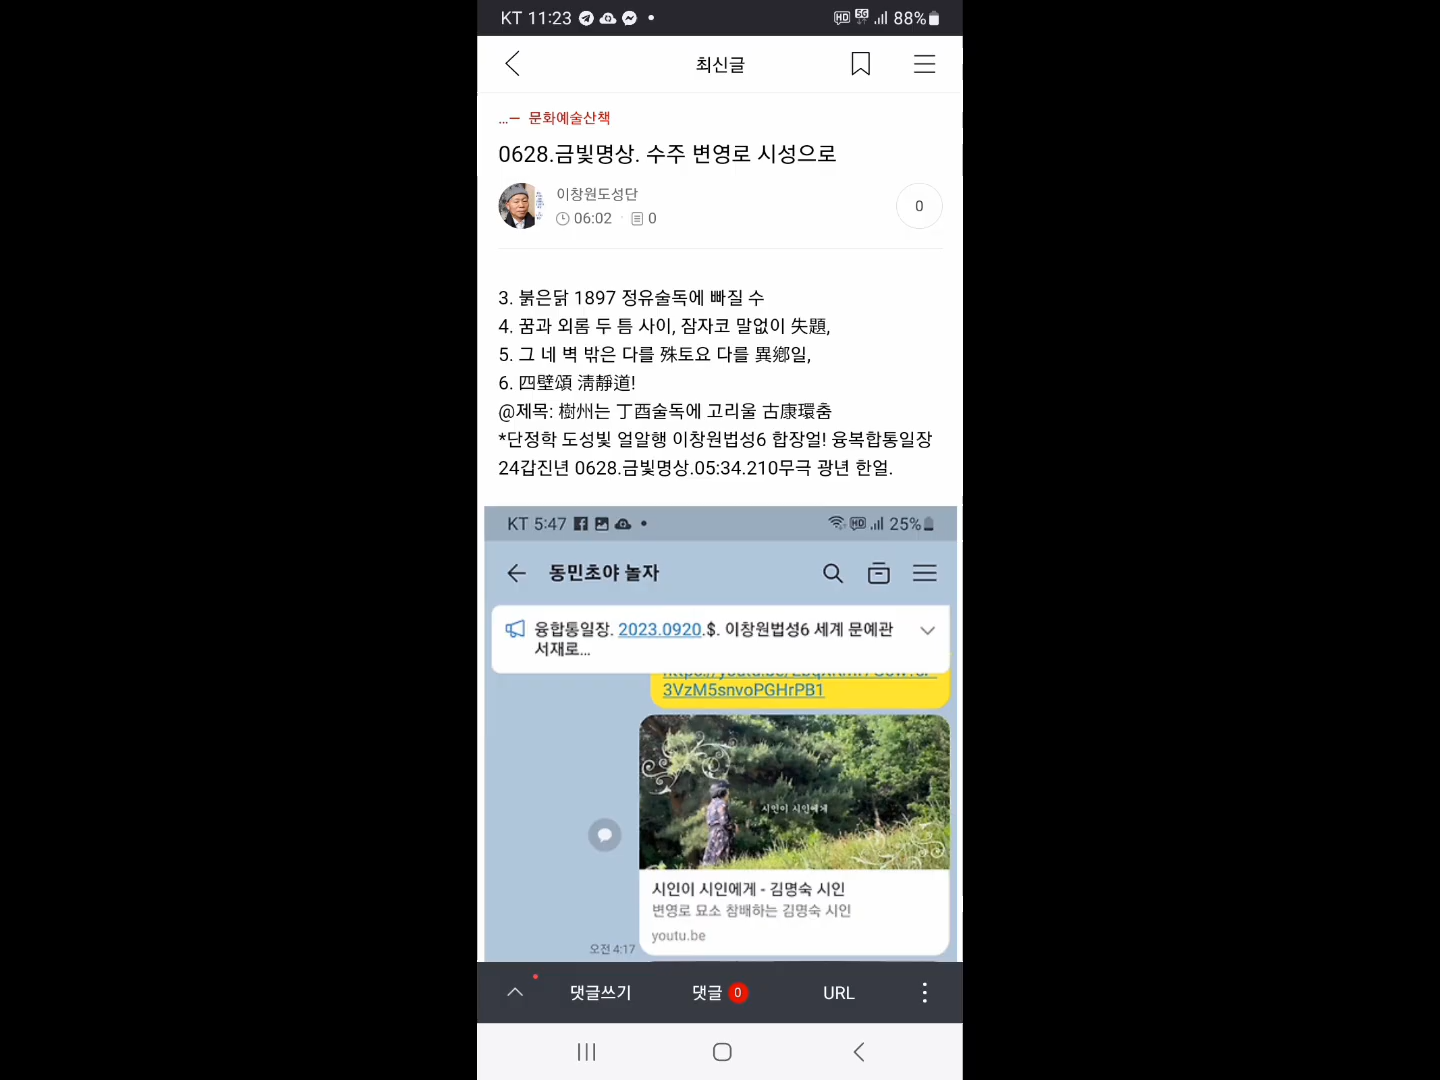 KT 11:23
HD 5G 88%
최신글
...— 문화예술산책
0628.금빛명상. 수주 변영로 시성으로
이창원도성단
06:02 · 0
0
3. 붉은닭 1897 정유술독에 빠질 수
4. 꿈과 외롬 두 틈 사이, 잠자코 말없이 失題,
5. 그 네 벽 밖은 다를 殊토요 다를 異鄕일,
6. 四壁頌 淸靜道!
@제목: 樹州는 丁酉술독에 고리울 古康環춤
*단정학 도성빛 얼알행 이창원법성6 합장얼! 융복합통일장
24갑진년 0628.금빛명상.05:34.210무극 광년 한얼.
KT 5:47
HD 25%
동민초야 놀자
융합통일장. 2023.0920.$. 이창원법성6 세계 문예관
서재로...
3VzM5snvoPGHrPB1
시인이 시인에게
시인이 시인에게 - 김명숙 시인
변영로 묘소 참배하는 김명숙 시인
youtu.be
오전 4:17
댓글쓰기
댓글 0
URL